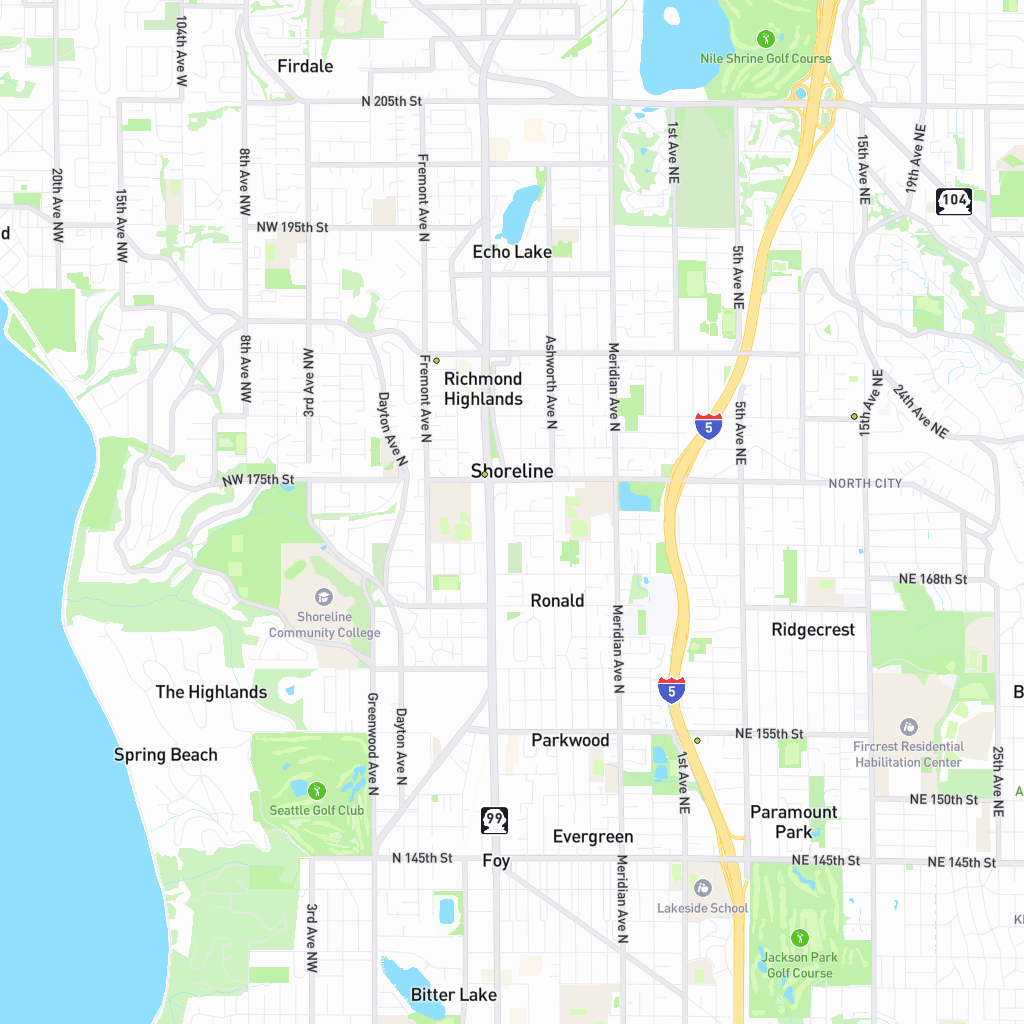 104th Ave W
Firdale
Nile Shrine Golf Course
N 205th St
1st Ave NE
15th Ave NE
19th Ave NE
20th Ave NW
15th Ave NW
8th Ave NW
Fremont Ave N
104
NW 195th St
Echo Lake
5th Ave NE
d
8th Ave NW
3rd Ave NW
Fremont Ave N
Ashworth Ave N
Meridian Ave N
Richmond
Highlands
Dayton Ave N
5
5th Ave NE
15th Ave NE
24th Ave NE
NW 175th St
Shoreline
NORTH CITY
NE 168th St
Shoreline
Community College
Ronald
Meridian Ave N
Ridgecrest
The Highlands
5
B
Greenwood Ave N
Dayton Ave N
Parkwood
NE 155th St
Fircrest Residential
Habilitation Center
Spring Beach
25th Ave NE
1st Ave NE
Seattle Golf Club
99
Evergreen
Paramount
Park
NE 150th St
A
N 145th St
Foy
Meridian Ave N
NE 145th St
NE 145th St
3rd Ave NW
Lakeside School
Jackson Park
Golf Course
Bitter Lake